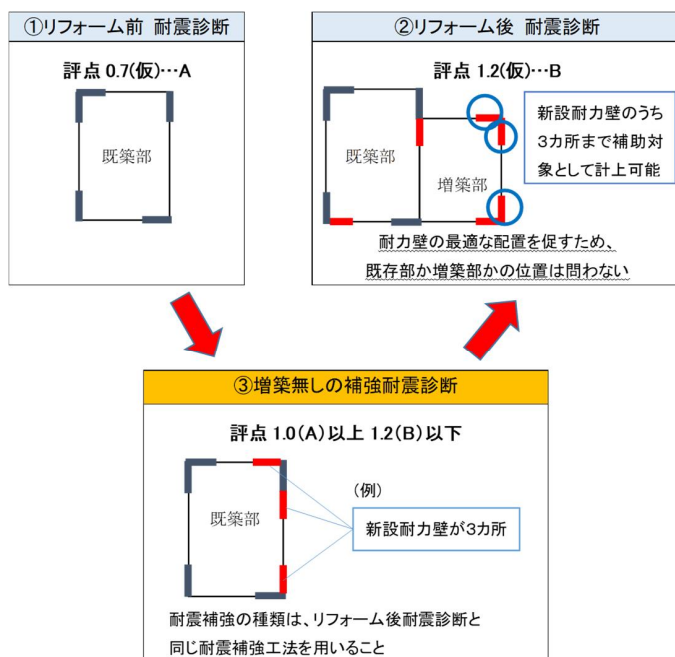 ①リフォーム前 耐震診断
評点 0.7(仮)…A
既築部
②リフォーム後 耐震診断
評点 1.2(仮)…B
既築部
増築部
新設耐力壁のうち
3カ所まで補助対
象として計上可能
耐力壁の最適な配置を促すため、
既存部か増築部かの位置は問わない
③増築無しの補強耐震診断
評点 1.0(A)以上 1.2(B)以下
既築部
(例)
新設耐力壁が3カ所
耐震補強の種類は、リフォーム後耐震診断と
同じ耐震補強工法を用いること